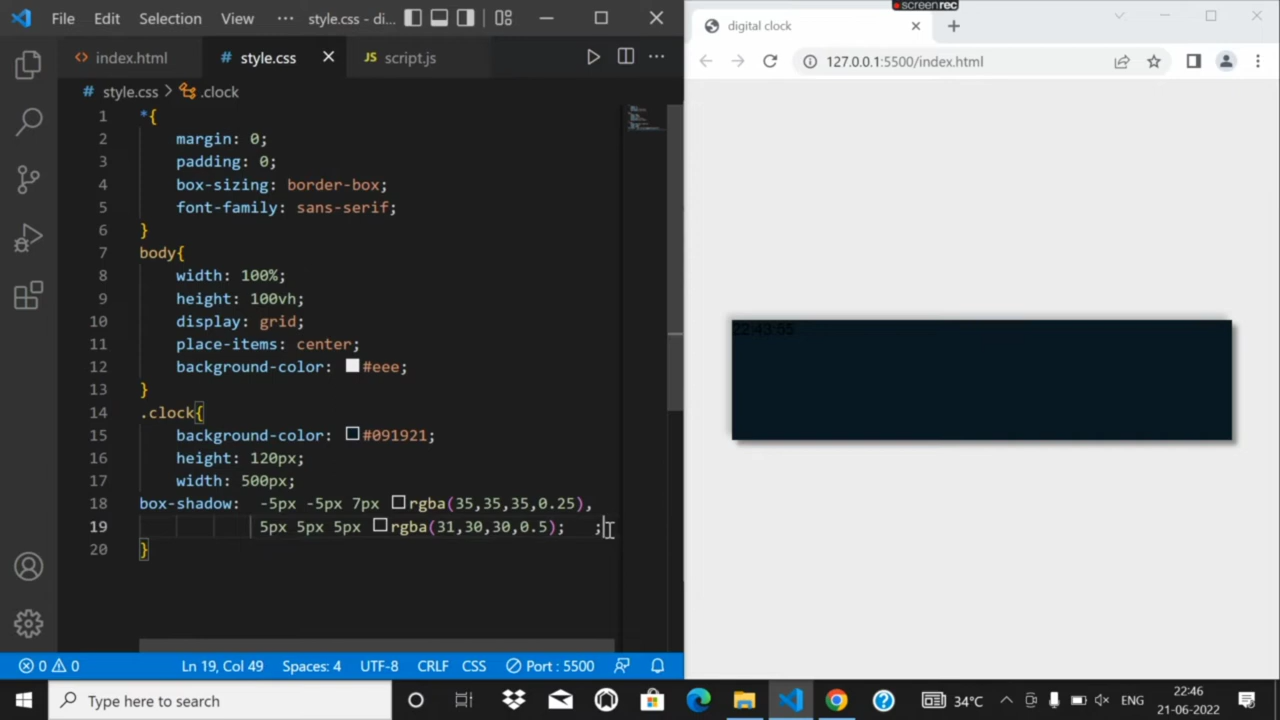 File Edit Selection View ··· style.css - di...
screenrec
digital clock
index.html # style.css JS script.js ···
127.0.0.1:5500/index.html
# style.css > .clock
1 *{
2 margin: 0;
3 padding: 0;
4 box-sizing: border-box;
5 font-family: sans-serif;
6 }
7 body{
8 width: 100%;
9 height: 100vh;
10 display: grid;
11 place-items: center;
12 background-color: #eee;
13 }
14 .clock{
15 background-color: #091921;
16 height: 120px;
17 width: 500px;
18 box-shadow: -5px -5px 7px rgba(35,35,35,0.25),
19 5px 5px 5px rgba(31,30,30,0.5); ;
20 }
22:43:55
0 0 Ln 19, Col 49 Spaces: 4 UTF-8 CRLF CSS Port : 5500
Type here to search
34°C ENG 22:46
21-06-2022